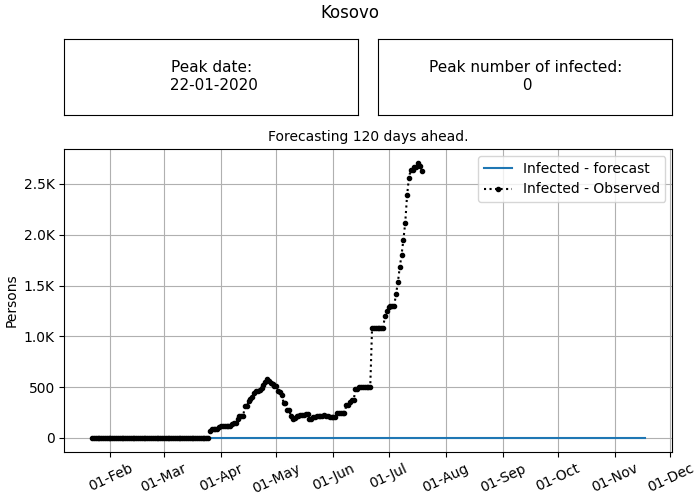 Kosovo
Peak date:
22-01-2020
Peak number of infected:
0
Forecasting 120 days ahead.
Infected - forecast
Infected - Observed
Persons
2.5K
2.0K
1.5K
1.0K
500
0
01-Feb
01-Mar
01-Apr
01-May
01-Jun
01-Jul
01-Aug
01-Sep
01-Oct
01-Nov
01-Dec